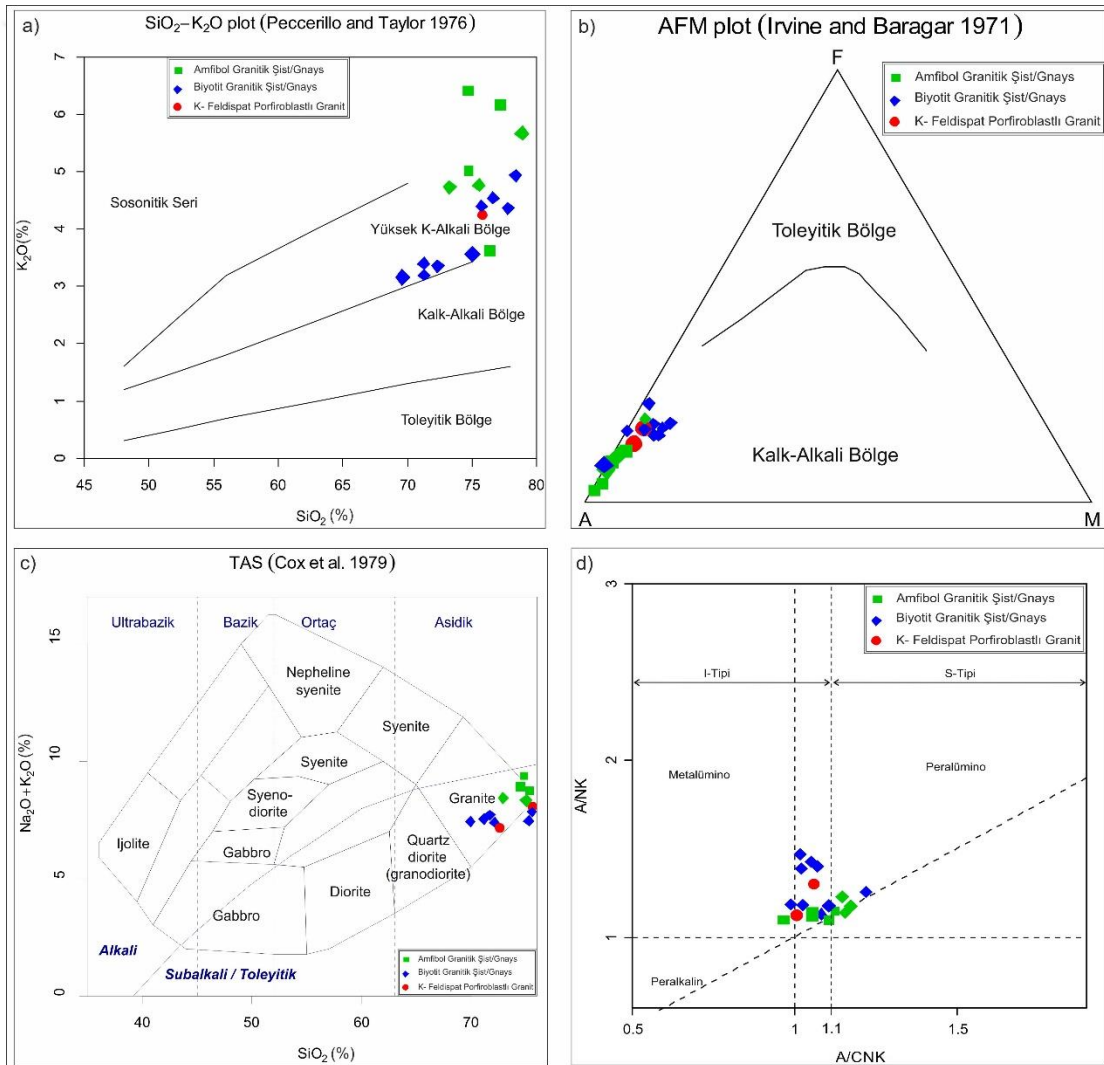 a)
SiO₂–K₂O plot (Peccerillo and Taylor 1976)
Amfibol Granitik Şist/Gnays
Biyotit Granitik Şist/Gnays
K- Feldispat Porfiroblastlı Granit
Sosonitik Seri
Yüksek K-Alkali Bölge
Kalk-Alkali Bölge
Toleyitik Bölge
K₂O(%)
7
6
5
4
3
2
1
0
45 50 55 60 65 70 75 80
SiO₂ (%)
b)
AFM plot (Irvine and Baragar 1971)
F
Amfibol Granitik Şist/Gnays
Biyotit Granitik Şist/Gnays
K- Feldispat Porfiroblastlı Granit
Toleyitik Bölge
Kalk-Alkali Bölge
A
M
c)
TAS (Cox et al. 1979)
Ultrabazik Bazik Ortaç Asidik
Nepheline
syenite
Syenite
Syenite
Syeno-
diorite
Granite
Ijolite
Gabbro
Quartz
diorite
(granodiorite)
Diorite
Gabbro
Alkali
Subalkali / Toleyitik
Amfibol Granitik Şist/Gnays
Biyotit Granitik Şist/Gnays
K- Feldispat Porfiroblastlı Granit
Na₂O+K₂O (%)
15
10
5
0
40 50 60 70
SiO₂ (%)
d)
Amfibol Granitik Şist/Gnays
Biyotit Granitik Şist/Gnays
K- Feldispat Porfiroblastlı Granit
I-Tipi
S-Tipi
Metalümino
Peralümino
Peralkalin
A/NK
3
2
1
0.5 1 1.1 1.5
A/CNK